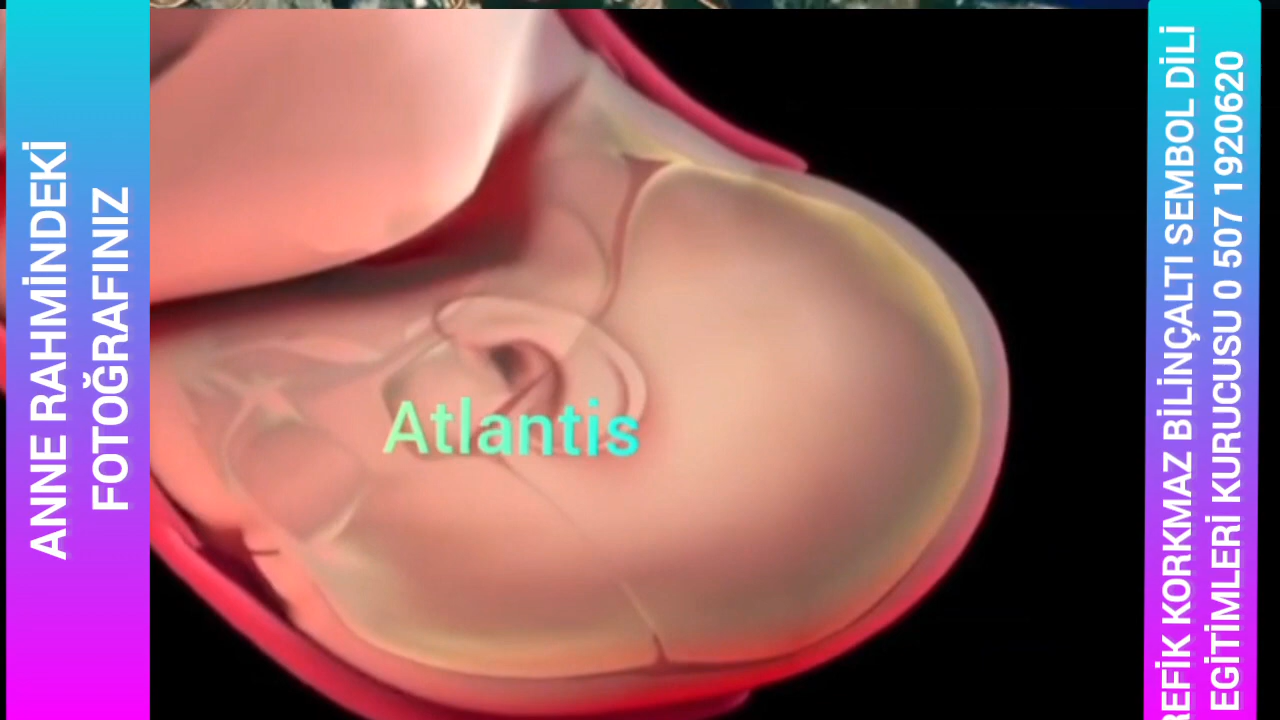 ANNE RAHMİNDEKİ
FOTOĞRAFINIZ
Atlantis
REFİK KORKMAZ BİLİNÇALTI SEMBOL DİLİ
EGİTİMLERİ KURUCUSU 0 507 1920620